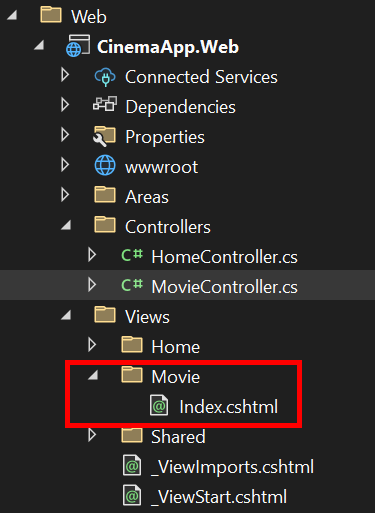 Web
CinemaApp.Web
Connected Services
Dependencies
Properties
wwwroot
Areas
Controllers
C# HomeController.cs
C# MovieController.cs
Views
Home
Movie
Index.cshtml
Shared
_ViewImports.cshtml
_ViewStart.cshtml